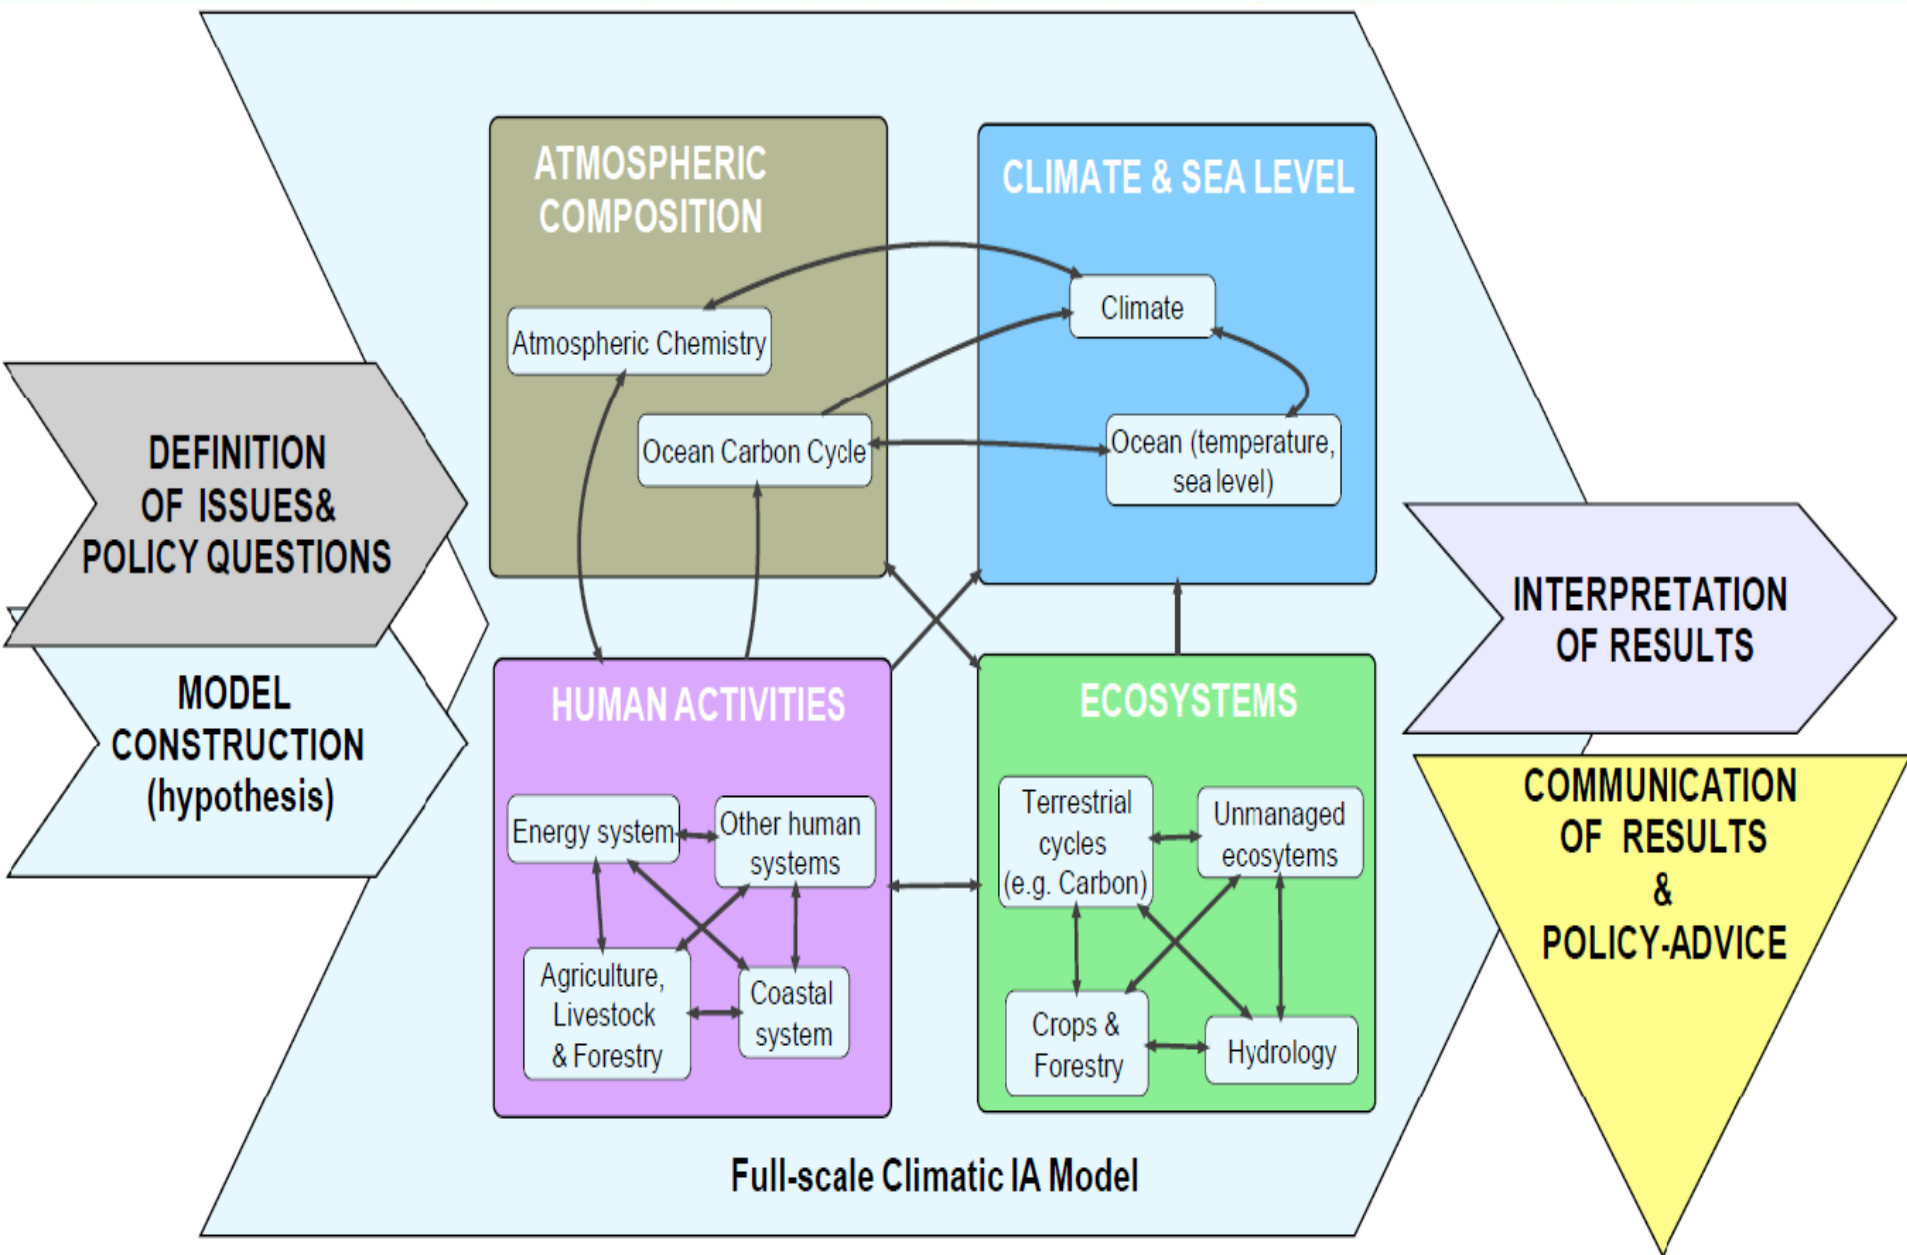 ATMOSPHERIC
COMPOSITION
CLIMATE & SEA LEVEL
Atmospheric Chemistry
Climate
Ocean Carbon Cycle
Ocean (temperature,
sea level)
DEFINITION
OF ISSUES&
POLICY QUESTIONS
MODEL
CONSTRUCTION
(hypothesis)
HUMAN ACTIVITIES
Energy system
Other human
systems
Agriculture,
Livestock
& Forestry
Coastal
system
ECOSYSTEMS
Terrestrial
cycles
(e.g. Carbon)
Unmanaged
ecosytems
Crops &
Forestry
Hydrology
INTERPRETATION
OF RESULTS
COMMUNICATION
OF RESULTS
&
POLICY-ADVICE
Full-scale Climatic IA Model